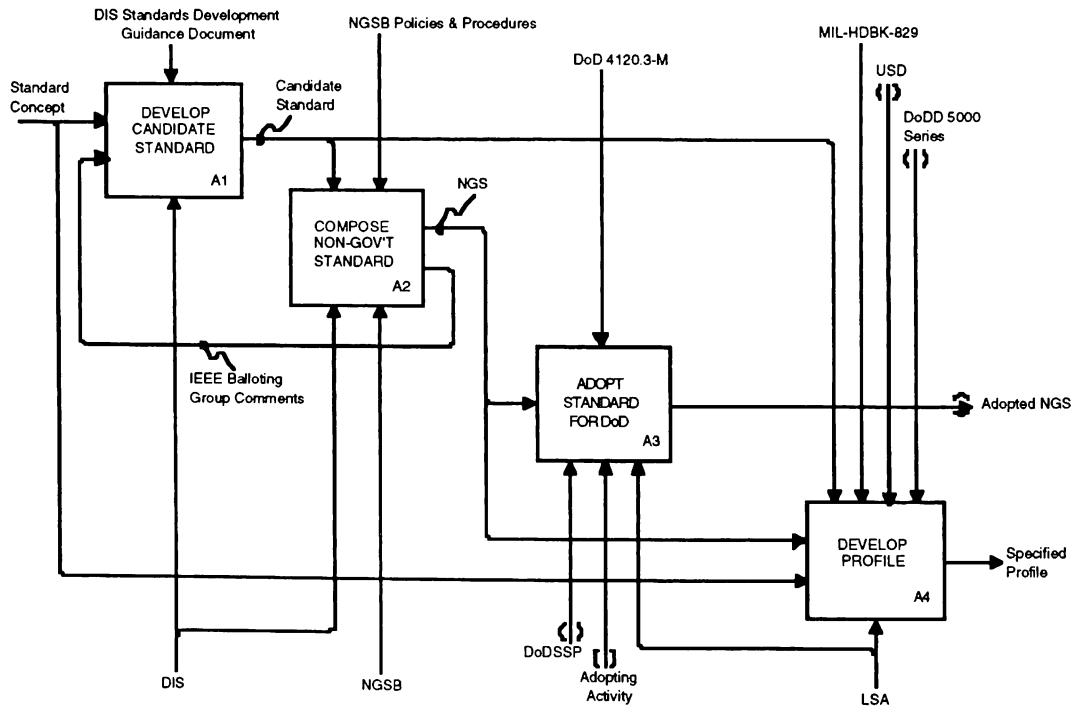 DIS Standards Development
Guidance Document
NGSB Policies & Procedures
MIL-HDBK-829
DoD 4120.3-M
USD
Standard
Concept
Candidate
Standard
DoDD 5000
Series
DEVELOP
CANDIDATE
STANDARD
A1
NGS
COMPOSE
NON-GOV'T
STANDARD
A2
IEEE Balloting
Group Comments
ADOPT
STANDARD
FOR DoD
A3
Adopted NGS
DEVELOP
PROFILE
A4
Specified
Profile
DIS
NGSB
DoDSSP
Adopting
Activity
LSA